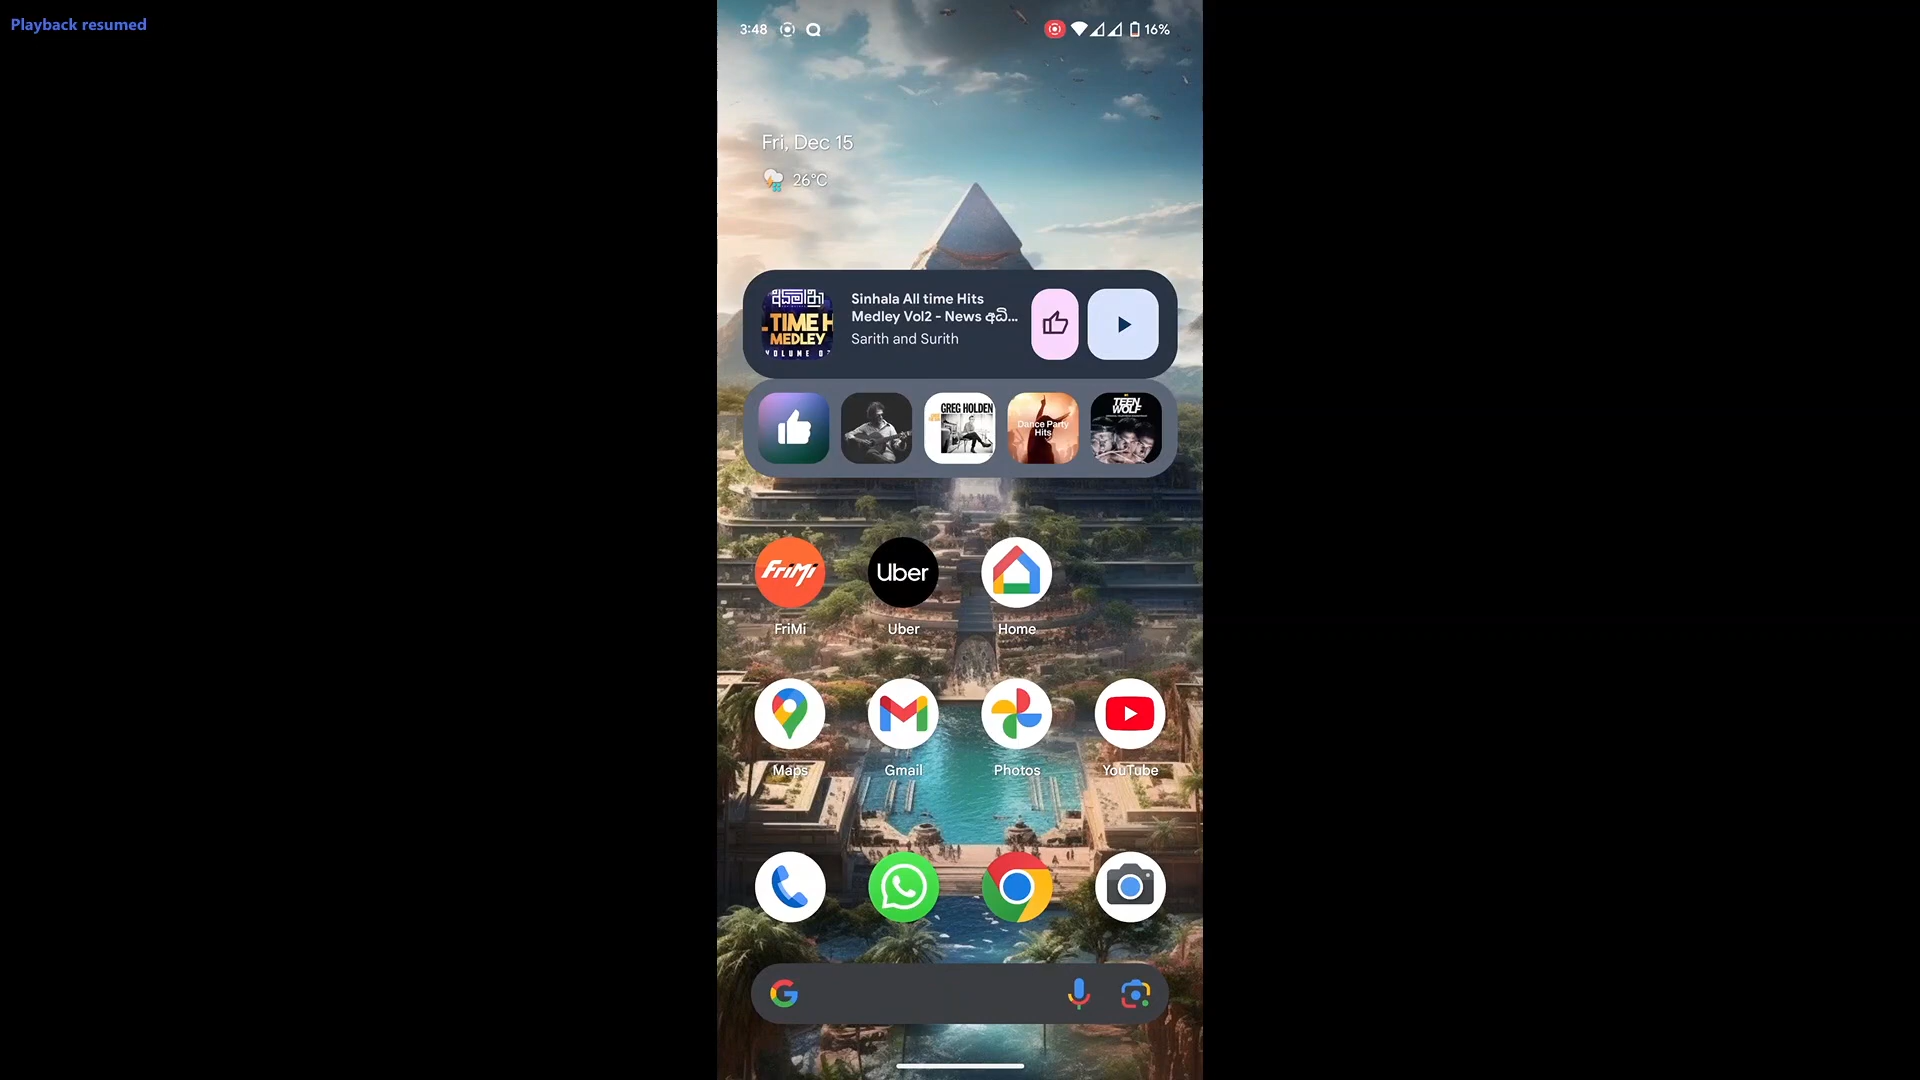 Playback resumed
3:48
16%
Fri, Dec 15
26°C
TIME H
MEDLEY
VOLUME 02
Sinhala All time Hits
Medley Vol2 - News අධි...
Sarith and Surith
GREG HOLDEN
Dance Party
Hits
TEEN
WOLF
FriMi
Uber
FriMi
Uber
Home
Maps
Gmail
Photos
YouTube